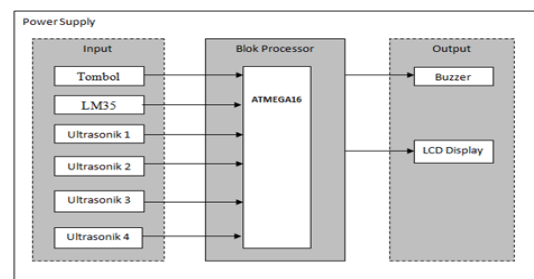 Power Supply
Input
Tombol
LM35
Ultrasonik 1
Ultrasonik 2
Ultrasonik 3
Ultrasonik 4
Blok Processor
ATMEGA16
Output
Buzzer
LCD Display